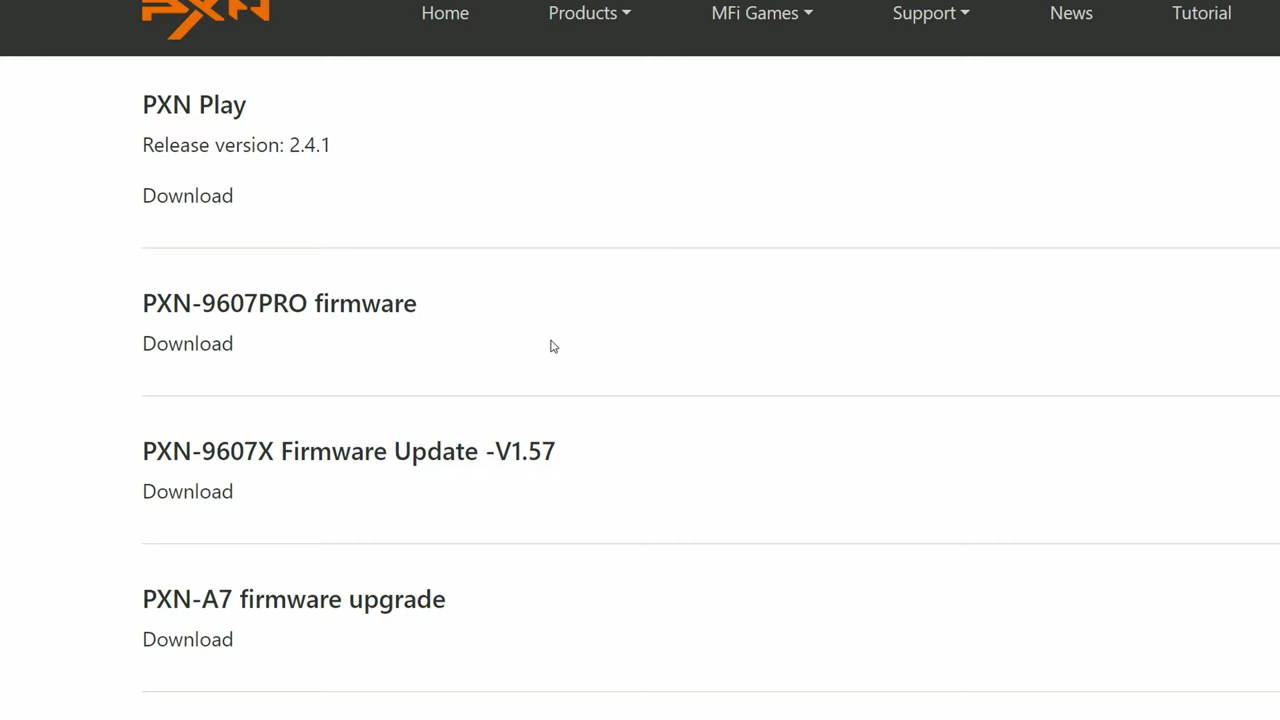 PXN
Home Products MFi Games Support News Tutorial
PXN Play
Release version: 2.4.1
Download
PXN-9607PRO firmware
Download
PXN-9607X Firmware Update -V1.57
Download
PXN-A7 firmware upgrade
Download